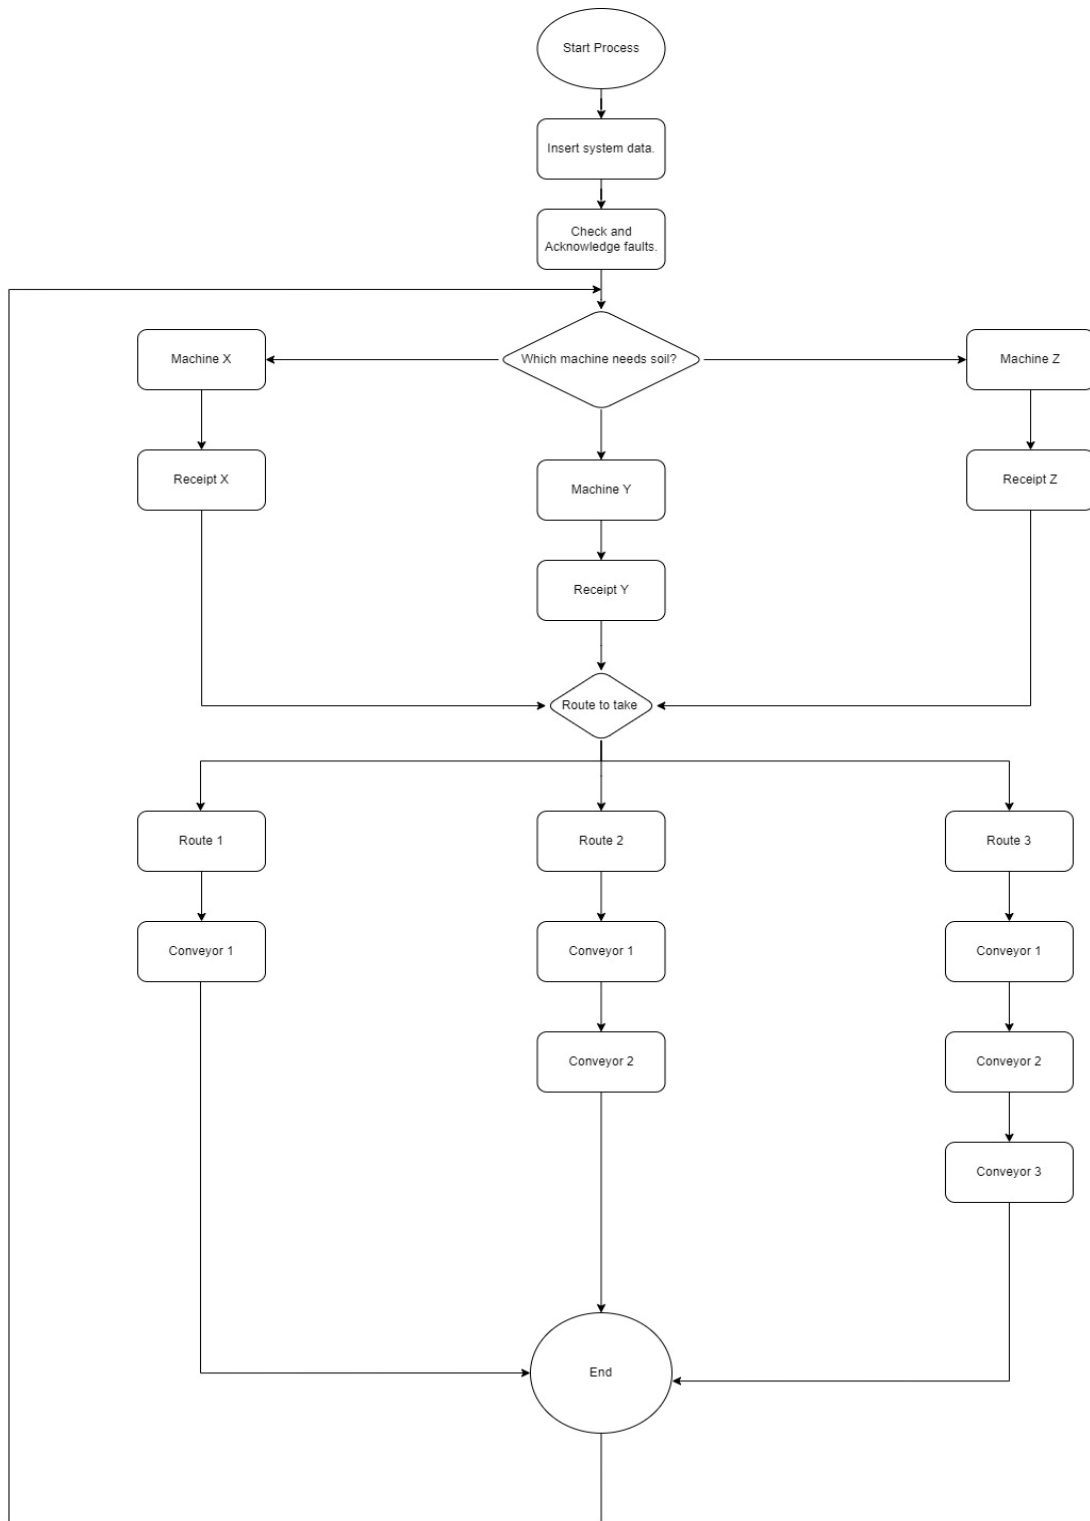 Start Process
Insert system data.
Check and
Acknowledge faults.
Machine X
Which machine needs soil?
Machine Z
Receipt X
Machine Y
Receipt Z
Receipt Y
Route to take
Route 1
Route 2
Route 3
Conveyor 1
Conveyor 1
Conveyor 1
Conveyor 2
Conveyor 2
Conveyor 3
End